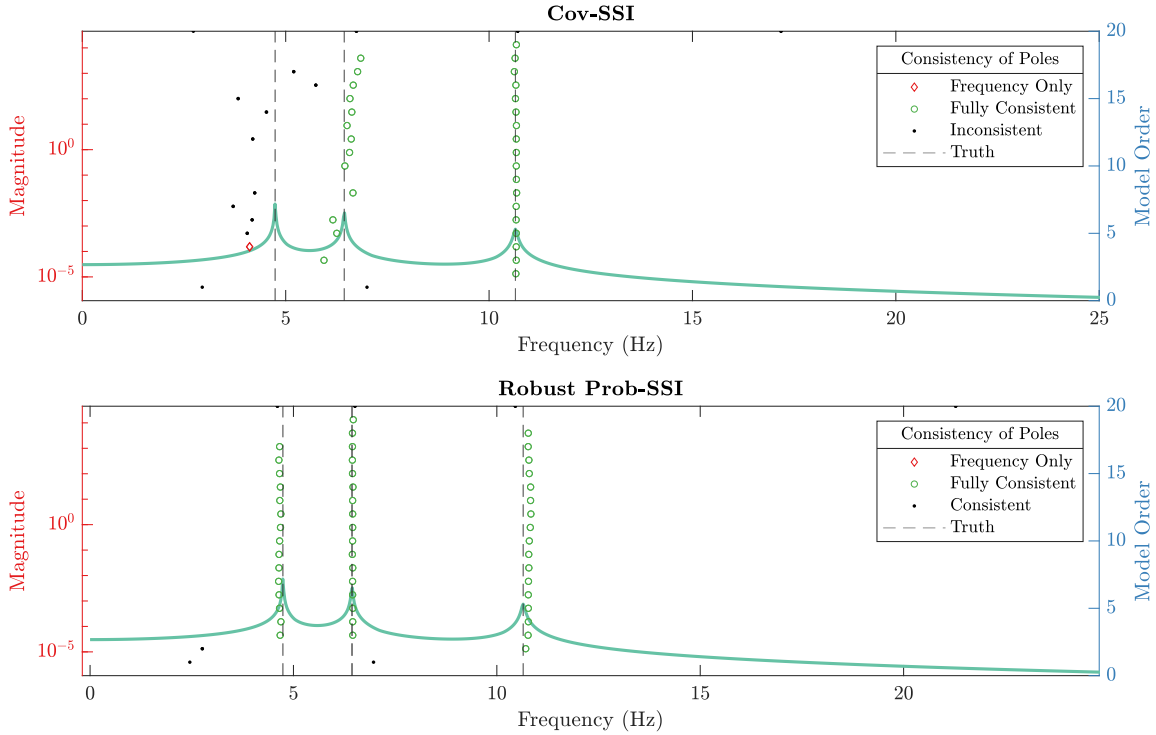 Cov-SSI
Magnitude
10^0
10^-5
Consistency of Poles
Frequency Only
Fully Consistent
Inconsistent
Truth
20
15
10
5
0
Model Order
0 5 10 15 20 25
Frequency (Hz)
Robust Prob-SSI
Magnitude
10^0
10^-5
Consistency of Poles
Frequency Only
Fully Consistent
Consistent
Truth
20
15
10
5
0
Model Order
0 5 10 15 20
Frequency (Hz)